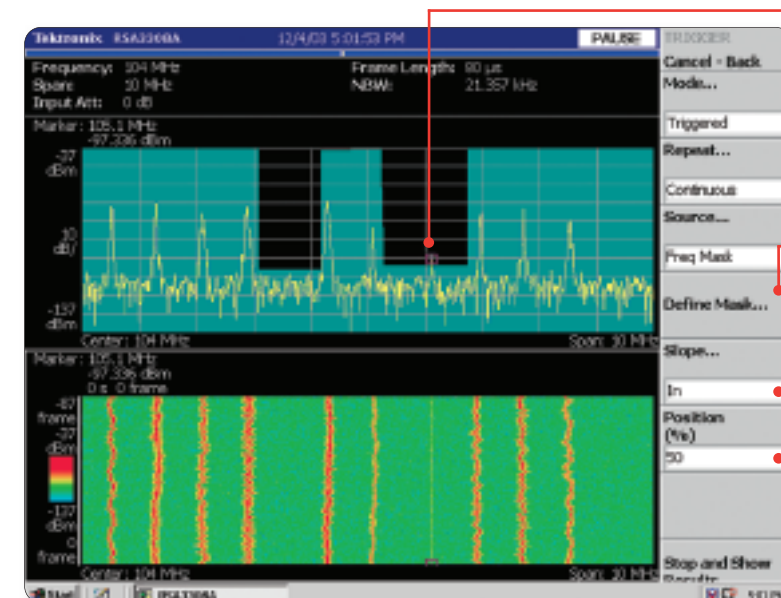 Tektronix RSA3308A 12/4/03 5:01:53 PM PAUSE
Frequency: 104 MHz Frame Length: 80 µs
Span: 10 MHz NBW: 21.357 kHz
Input Att: 0 dB
Marker: 105.1 MHz
-97.336 dBm
-37
dBm
10
dB/
-137
dBm
Center: 104 MHz Span: 10 MHz
Marker: 105.1 MHz
-97.336 dBm
0 s 0 frame
-87
frame
-37
dBm
-137
dBm
0
frame
Center: 104 MHz Span: 10 MHz
Start RSA3308A 5:01 PM
TRIGGER
Cancel - Back
Mode...
Triggered
Repeat...
Continuous
Source...
Freq Mask
Define Mask...
Slope...
In
Position
(%)
50
Stop and Show
Results